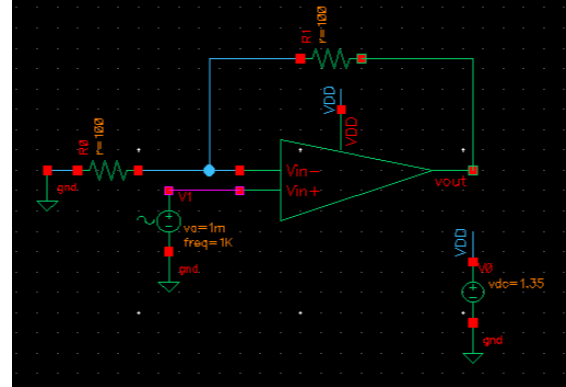 R1
r=100
VDD
VDD
R0
r=100
Vin-
Vin+
vout
gnd
V1
va=1m
freq=1K
gnd
VDD
V0
vdc=1.35
gnd